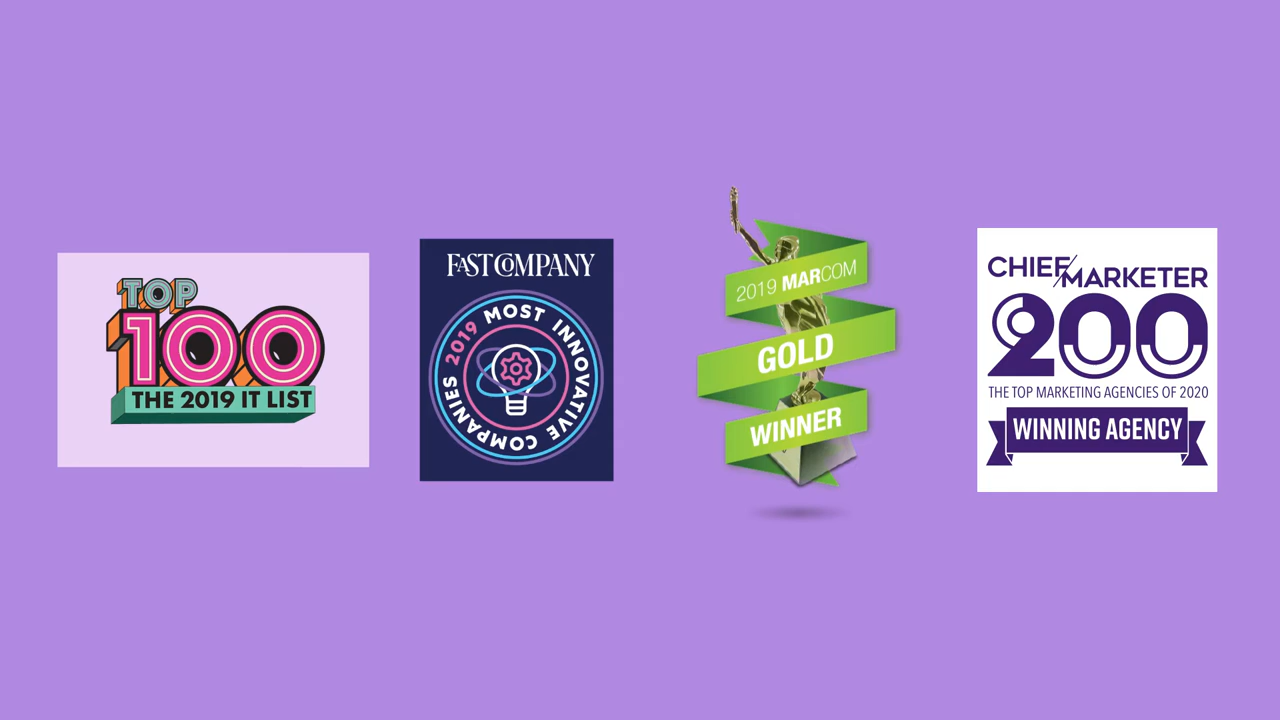 TOP
100
THE 2019 IT LIST
FAST COMPANY
2019 MOST INNOVATIVE COMPANIES
2019 MARCOM
GOLD
WINNER
CHIEF/MARKETER
200
THE TOP MARKETING AGENCIES OF 2020
WINNING AGENCY